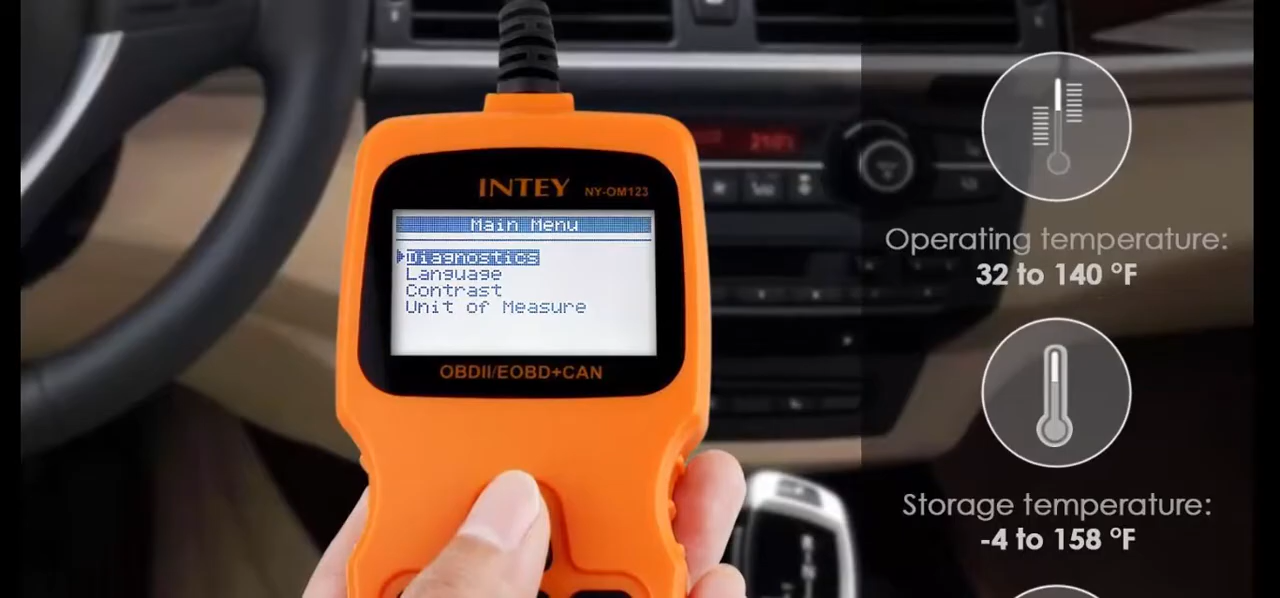 INTEY NY-OM123
Main Menu
Diagnostics
Language
Contrast
Unit of Measure
OBDII/EOBD+CAN
Operating temperature:
32 to 140 °F
Storage temperature:
-4 to 158 °F